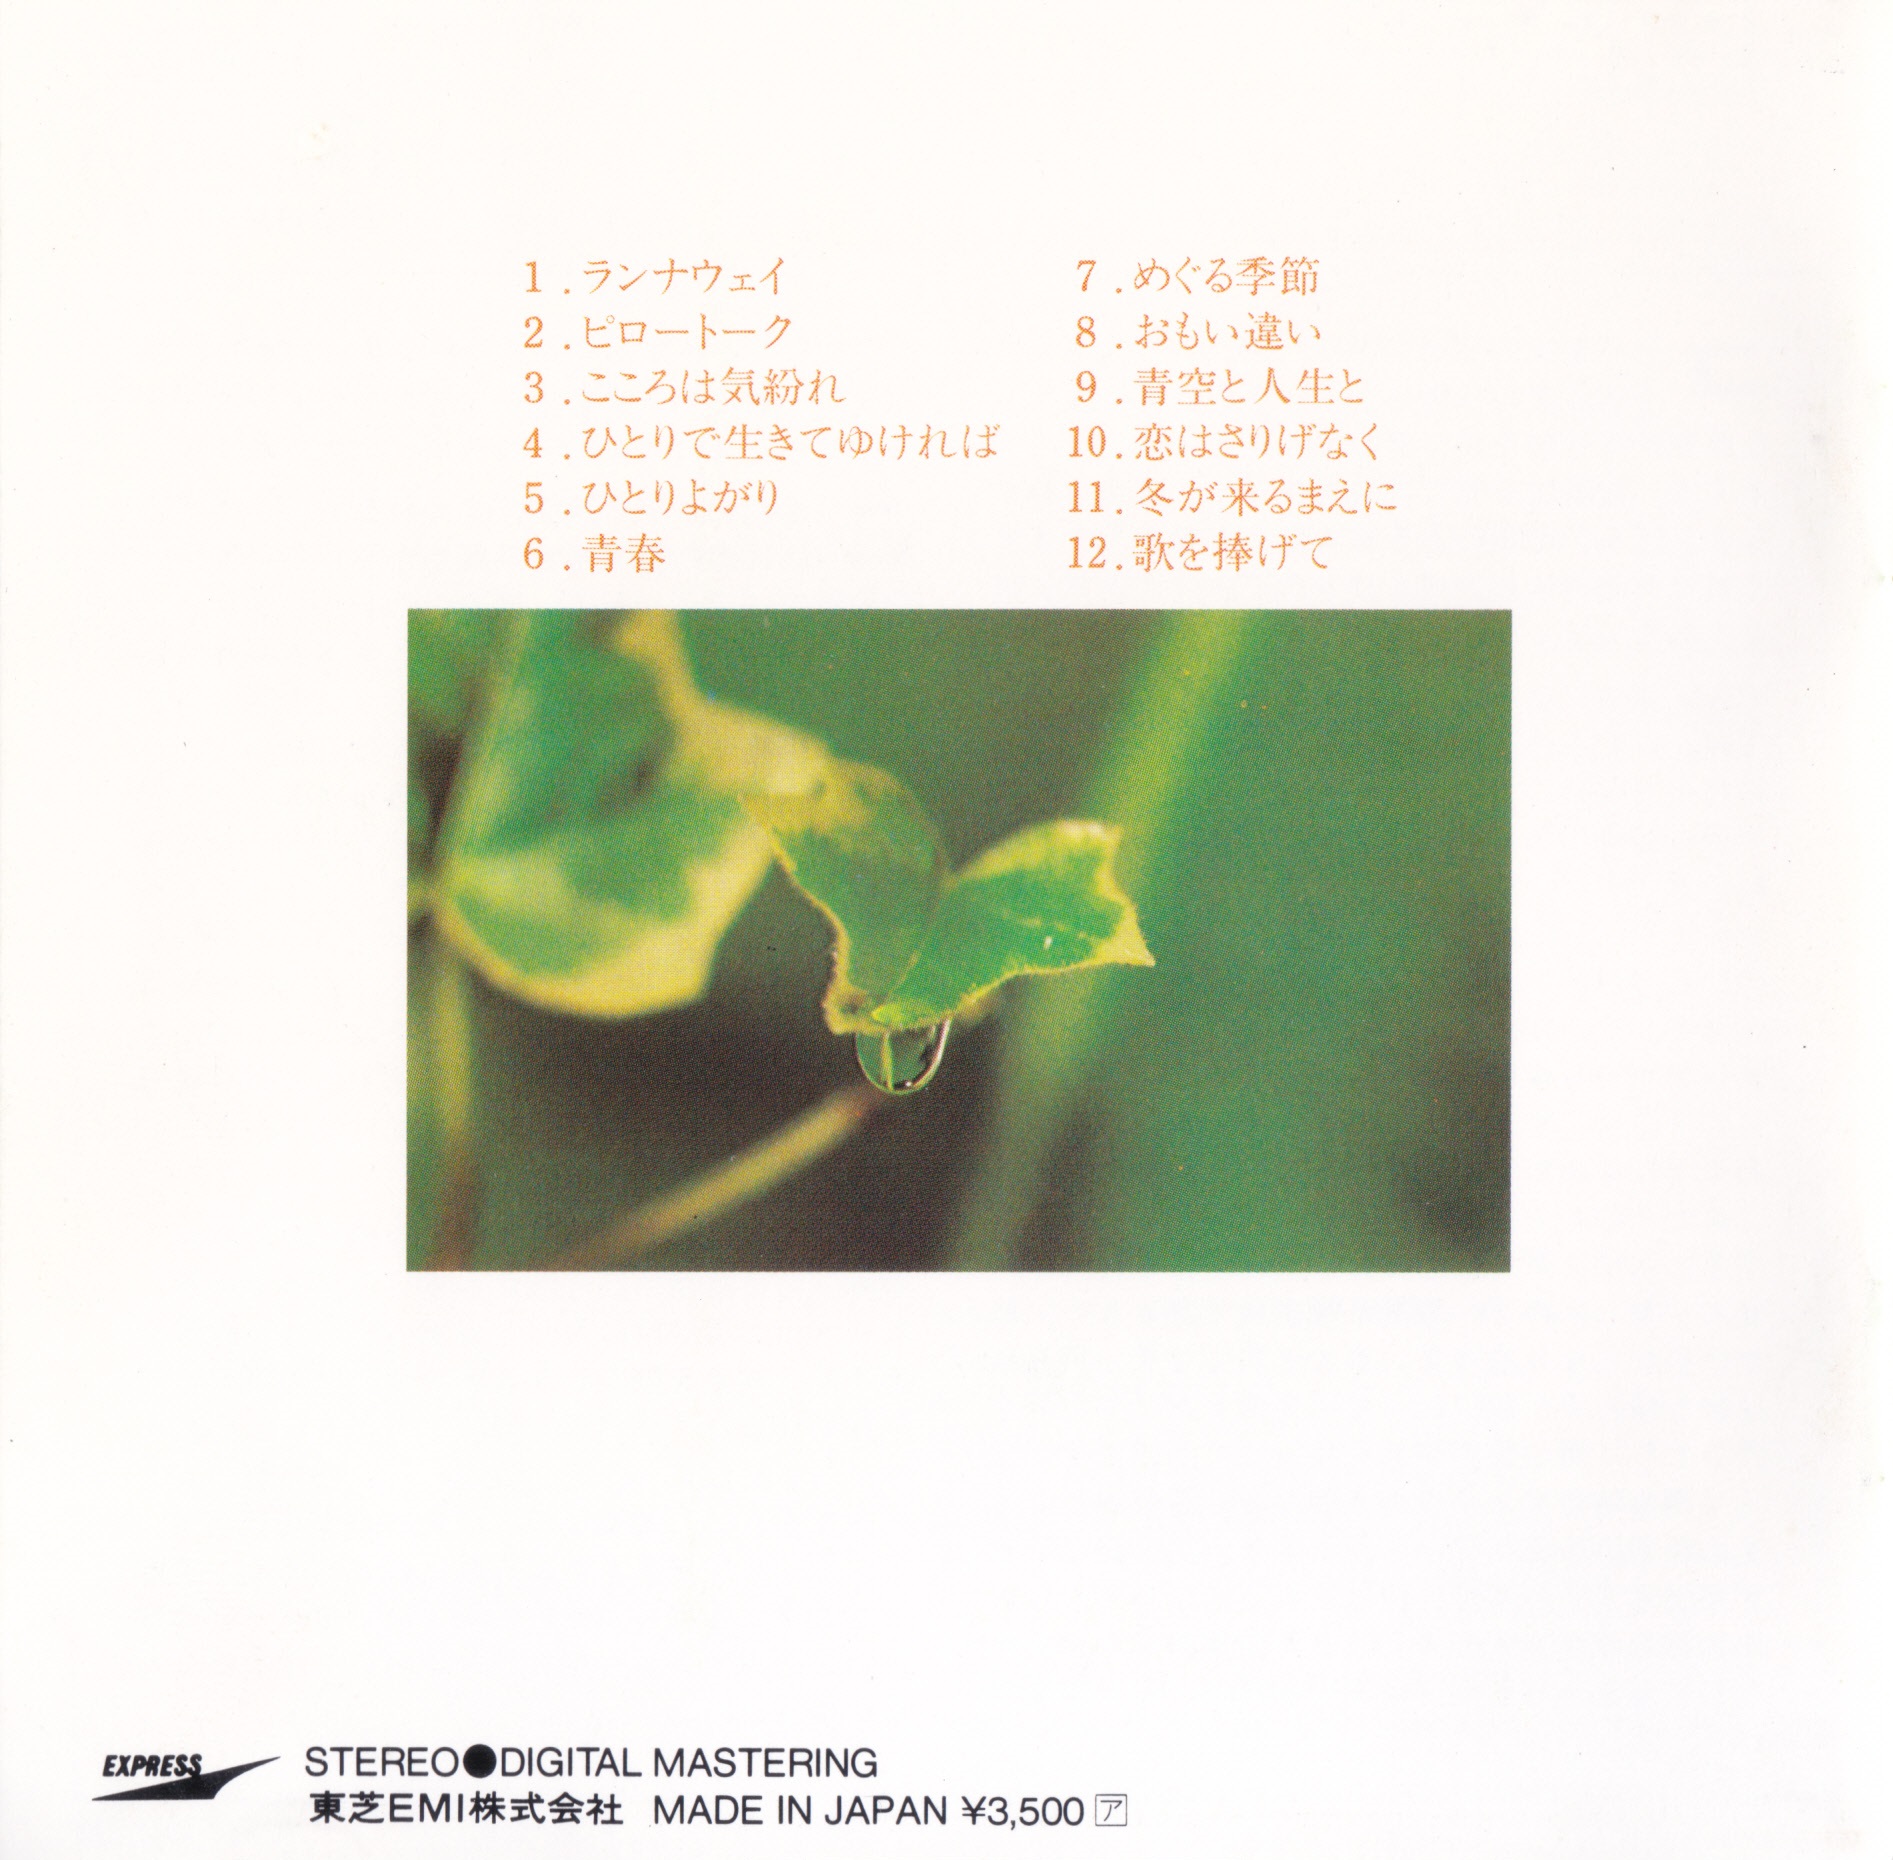 1.ランナウェイ
2.ピロートーク
3.こころは気紛れ
4.ひとりで生きてゆければ
5.ひとりよがり
6.青春
7.めぐる季節
8.おもい違い
9.青空と人生と
10.恋はさりげなく
11.冬が来るまえに
12.歌を捧げて
EXPRESS
STEREO●DIGITAL MASTERING
東芝EMI株式会社 MADE IN JAPAN ¥3,500 ア